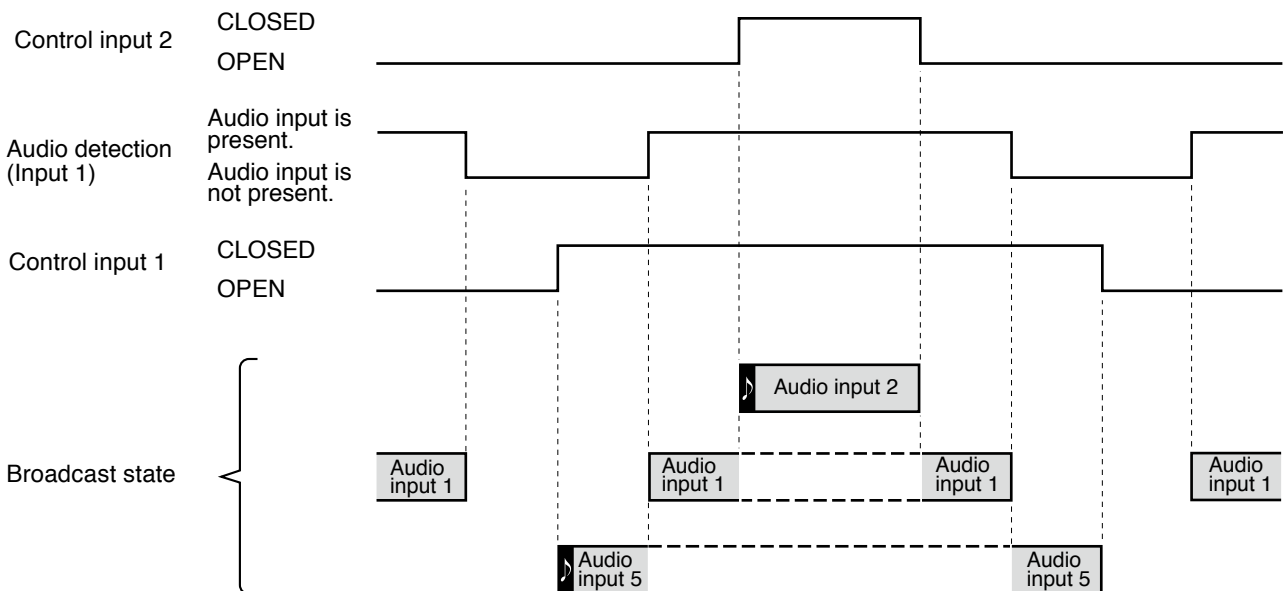 Control input 2
CLOSED
OPEN
Audio detection
(Input 1)
Audio input is
present.
Audio input is
not present.
Control input 1
CLOSED
OPEN
Broadcast state
Audio input 2
Audio
input 1
Audio
input 1
Audio
input 1
Audio
input 1
Audio
input 5
Audio
input 5